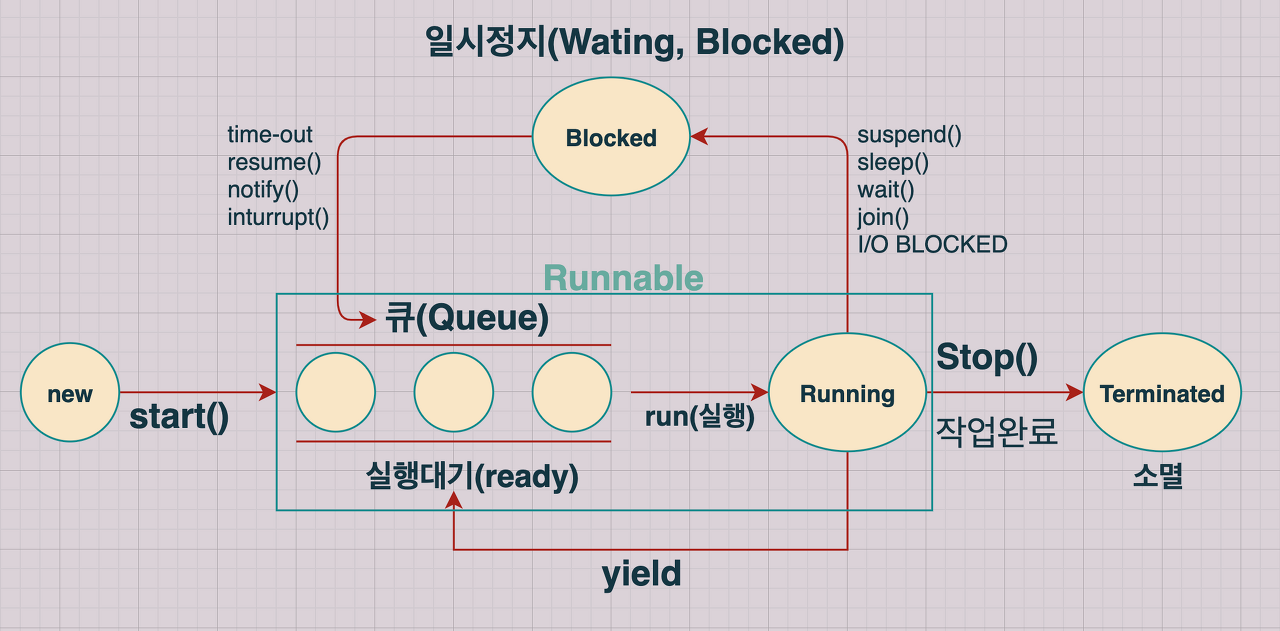 일시정지(Wating, Blocked)
Blocked
time-out
resume()
notify()
inturrupt()
suspend()
sleep()
wait()
join()
I/O BLOCKED
Runnable
큐(Queue)
new
start()
run(실행)
Running
Stop()
작업완료
Terminated
소멸
실행대기(ready)
yield